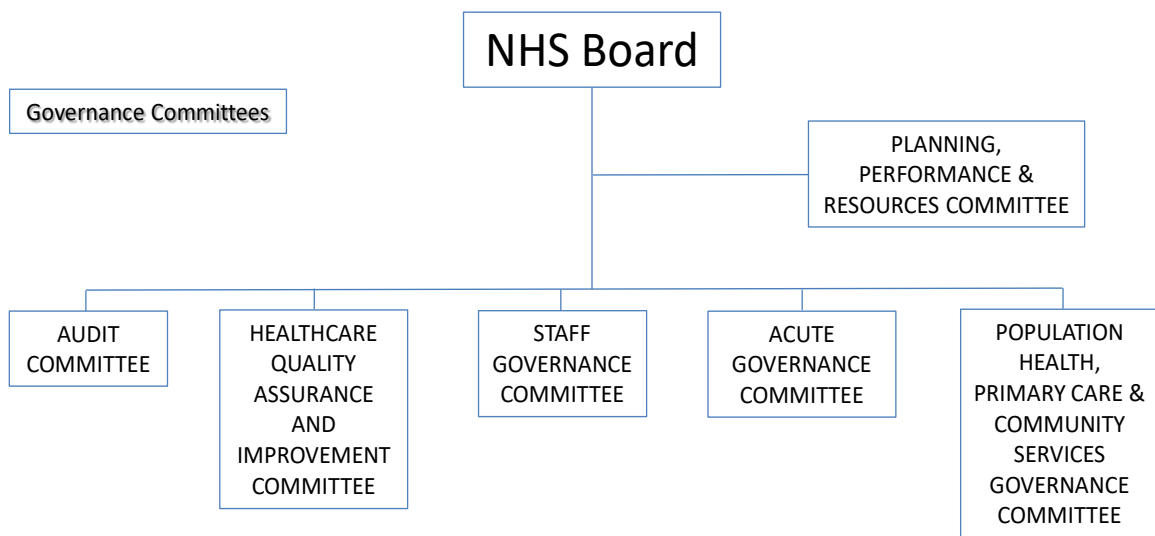 NHS Board
Governance Committees
PLANNING,
PERFORMANCE &
RESOURCES COMMITTEE
AUDIT
COMMITTEE
HEALTHCARE
QUALITY
ASSURANCE
AND
IMPROVEMENT
COMMITTEE
STAFF
GOVERNANCE
COMMITTEE
ACUTE
GOVERNANCE
COMMITTEE
POPULATION
HEALTH,
PRIMARY CARE &
COMMUNITY
SERVICES
GOVERNANCE
COMMITTEE